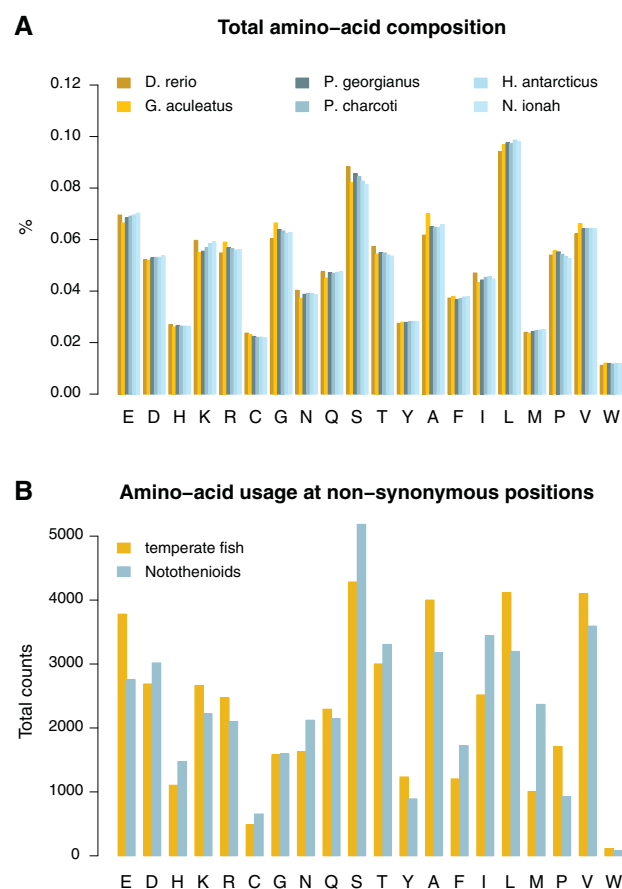 A Total amino-acid composition
D. rerio P. georgianus H. antarcticus
G. aculeatus P. charcoti N. ionah
%
0.12
0.10
0.08
0.06
0.04
0.02
0.00
E D H K R C G N Q S T Y A F I L M P V W
B Amino-acid usage at non-synonymous positions
temperate fish
Notothenioids
Total counts
5000
4000
3000
2000
1000
0
E D H K R C G N Q S T Y A F I L M P V W